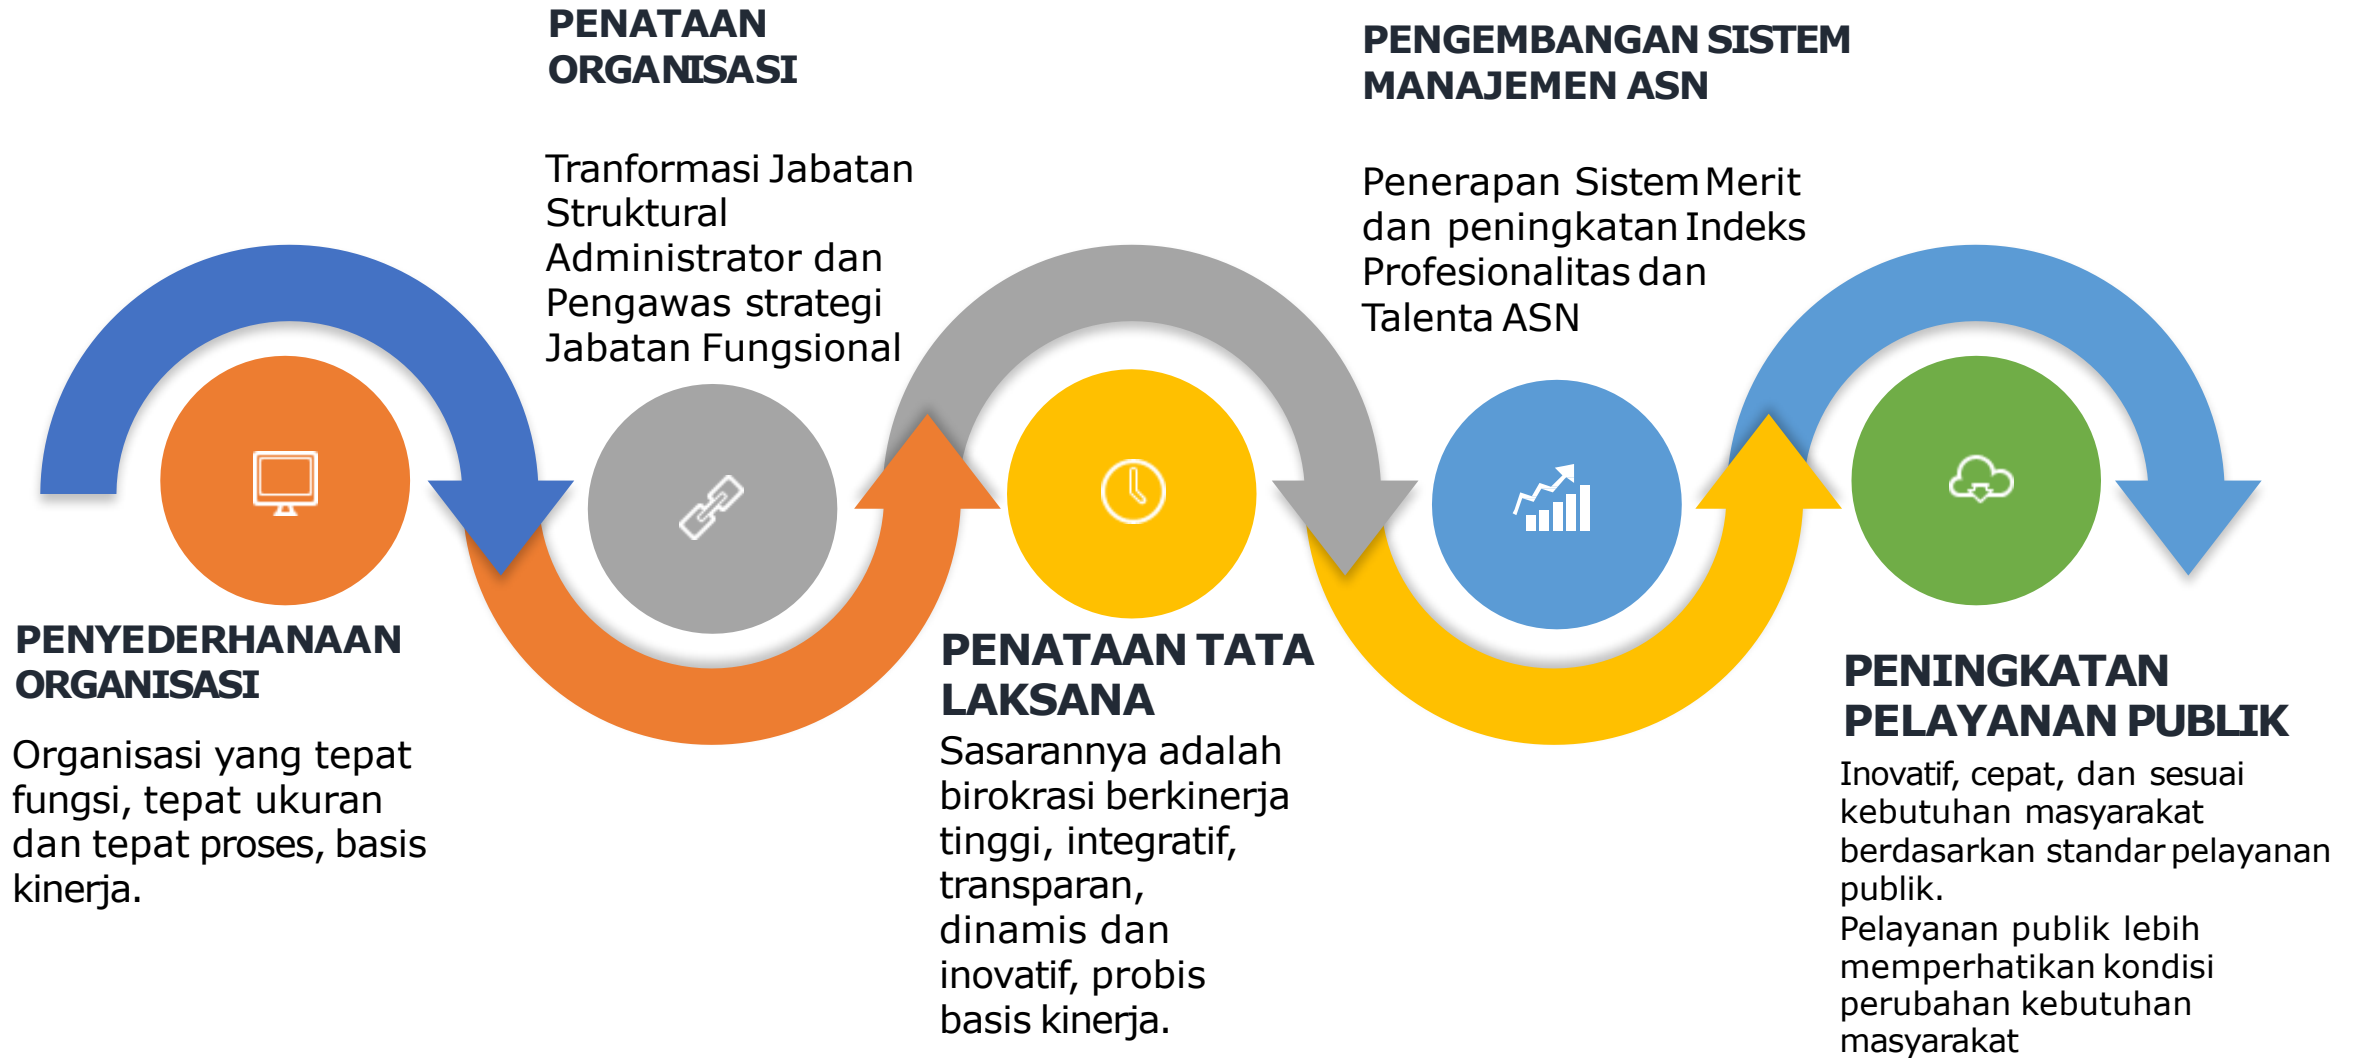 PENYEDERHANAAN
ORGANISASI
Organisasi yang tepat
fungsi, tepat ukuran
dan tepat proses, basis
kinerja.
PENATAAN
ORGANISASI
Tranformasi Jabatan
Struktural
Administrator dan
Pengawas strategi
Jabatan Fungsional
PENATAAN TATA
LAKSANA
Sasarannya adalah
birokrasi berkinerja
tinggi, integratif,
transparan,
dinamis dan
inovatif, probis
basis kinerja.
PENGEMBANGAN SISTEM
MANAJEMEN ASN
Penerapan Sistem Merit
dan peningkatan Indeks
Profesionalitas dan
Talenta ASN
PENINGKATAN
PELAYANAN PUBLIK
Inovatif, cepat, dan sesuai
kebutuhan masyarakat
berdasarkan standar pelayanan
publik.
Pelayanan publik lebih
memperhatikan kondisi
perubahan kebutuhan
masyarakat